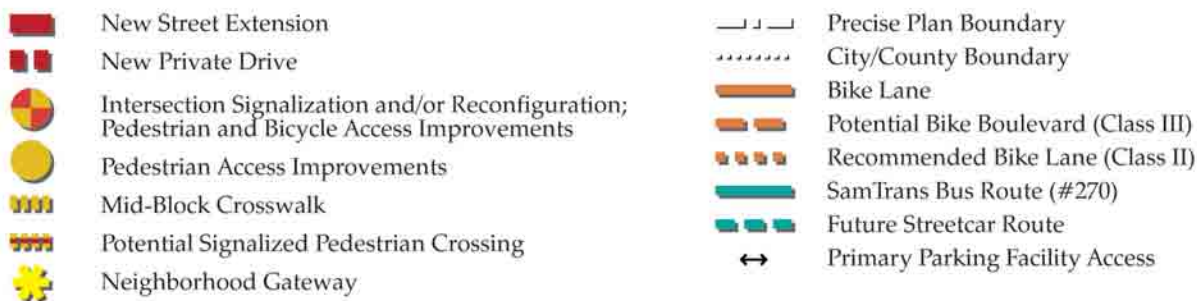 New Street Extension
New Private Drive
Intersection Signalization and/or Reconfiguration;
Pedestrian and Bicycle Access Improvements
Pedestrian Access Improvements
Mid-Block Crosswalk
Potential Signalized Pedestrian Crossing
Neighborhood Gateway
Precise Plan Boundary
City/County Boundary
Bike Lane
Potential Bike Boulevard (Class III)
Recommended Bike Lane (Class II)
SamTrans Bus Route (#270)
Future Streetcar Route
Primary Parking Facility Access